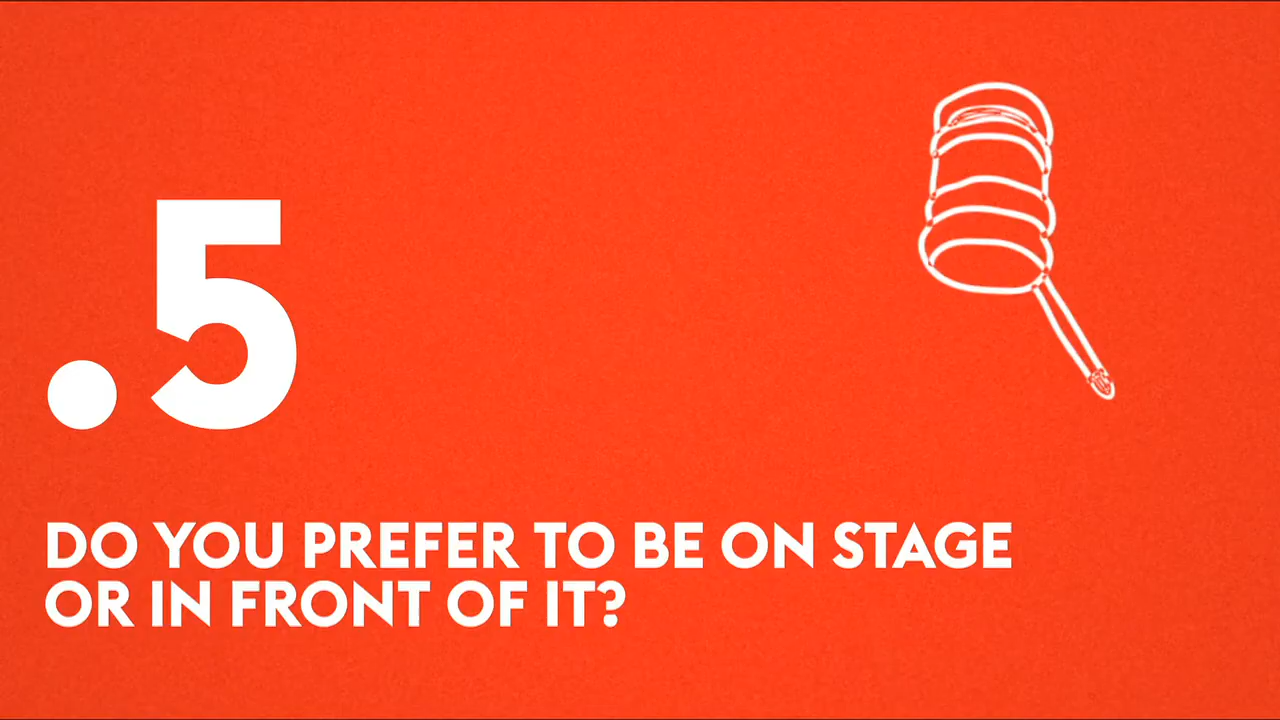 .5
DO YOU PREFER TO BE ON STAGE
OR IN FRONT OF IT?